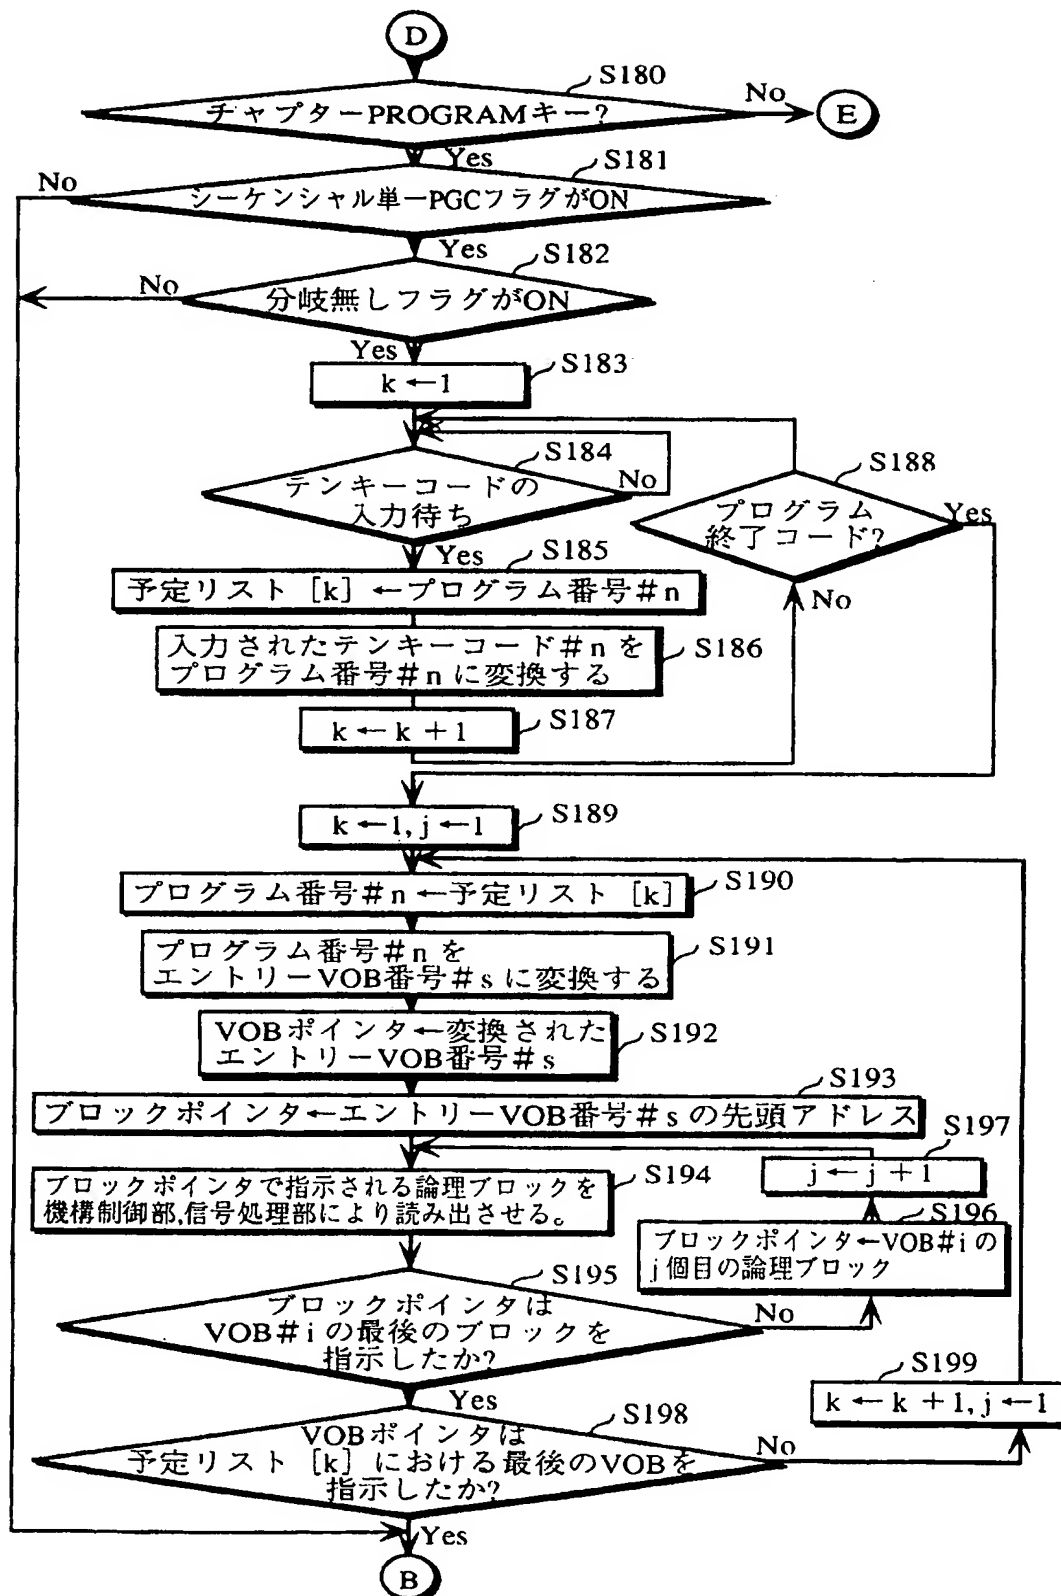 D
S180
チャプターPROGRAMキー?
No
E
Yes
S181
No
シーケンシャル単一PGCフラグがON
Yes
S182
No
分岐無しフラグがON
Yes
S183
k←1
S184
テンキーコードの
入力待ち
No
Yes
S188
プログラム
終了コード?
Yes
No
S185
予定リスト [k] ←プログラム番号#n
入力されたテンキーコード#nを
プログラム番号#nに変換する
S186
S187
k←k+1
S189
k←1,j←1
プログラム番号#n←予定リスト [k]
S190
プログラム番号#nを
エントリーVOB番号#sに変換する
S191
VOBポインタ←変換された
エントリーVOB番号#s
S192
S193
ブロックポインタ←エントリーVOB番号#sの先頭アドレス
S197
j←j+1
S194
ブロックポインタで指示される論理ブロックを
機構制御部,信号処理部により読み出させる。
S196
ブロックポインタ←VOB#iの
j個目の論理ブロック
S195
ブロックポインタは
VOB#iの最後のブロックを
指示したか?
No
Yes
S199
k←k+1,j←1
S198
VOBポインタは
予定リスト [k] における最後のVOBを
指示したか?
No
Yes
B